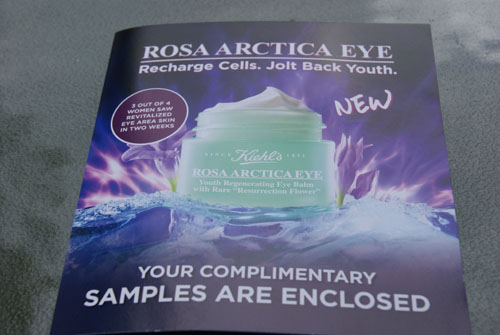 ROSA ARCTICA EYE
Recharge Cells. Jolt Back Youth.
3 OUT OF 4
WOMEN SAW
REVITALIZED
EYE AREA SKIN
IN TWO WEEKS
NEW
SINCE Kiehl's 1851
ROSA ARCTICA EYE
Youth Regenerating Eye Balm
with Rare "Resurrection Flower"
YOUR COMPLIMENTARY
SAMPLES ARE ENCLOSED